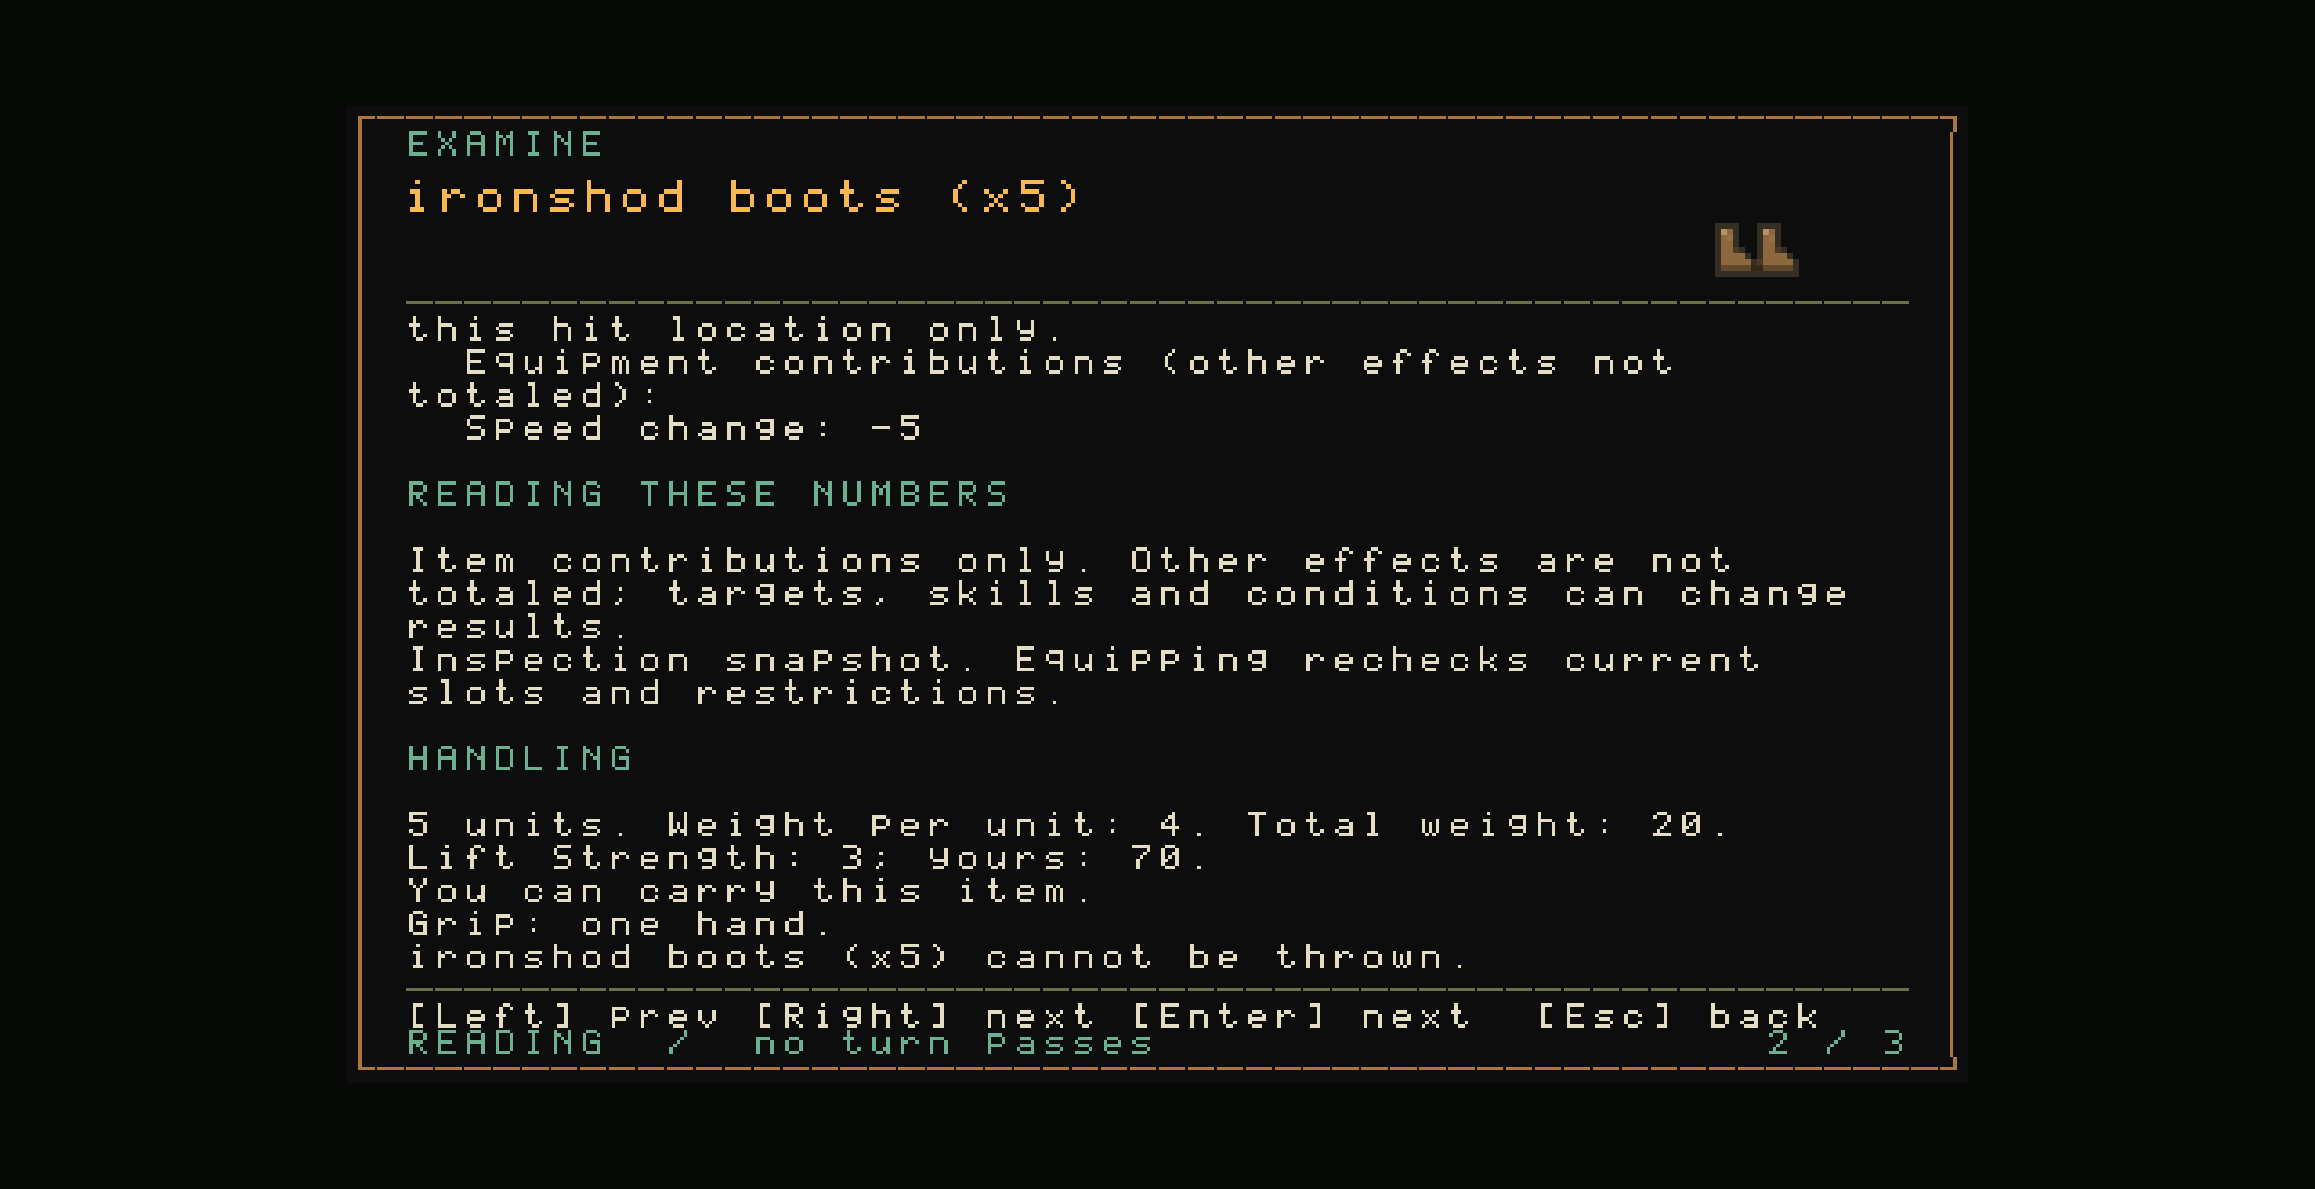 EXAMINE
ironshod boots (x5)
this hit location only.
Equipment contributions (other effects not
totaled):
Speed change: -5
READING THESE NUMBERS
Item contributions only. Other effects are not
totaled; targets, skills and conditions can change
results.
Inspection snapshot. Equipping rechecks current
slots and restrictions.
HANDLING
5 units. Weight per unit: 4. Total weight: 20.
Lift Strength: 3; yours: 70.
You can carry this item.
Grip: one hand.
ironshod boots (x5) cannot be thrown.
[Left] prev [Right] next [Enter] next [Esc] back
READING / no turn passes 2 / 3